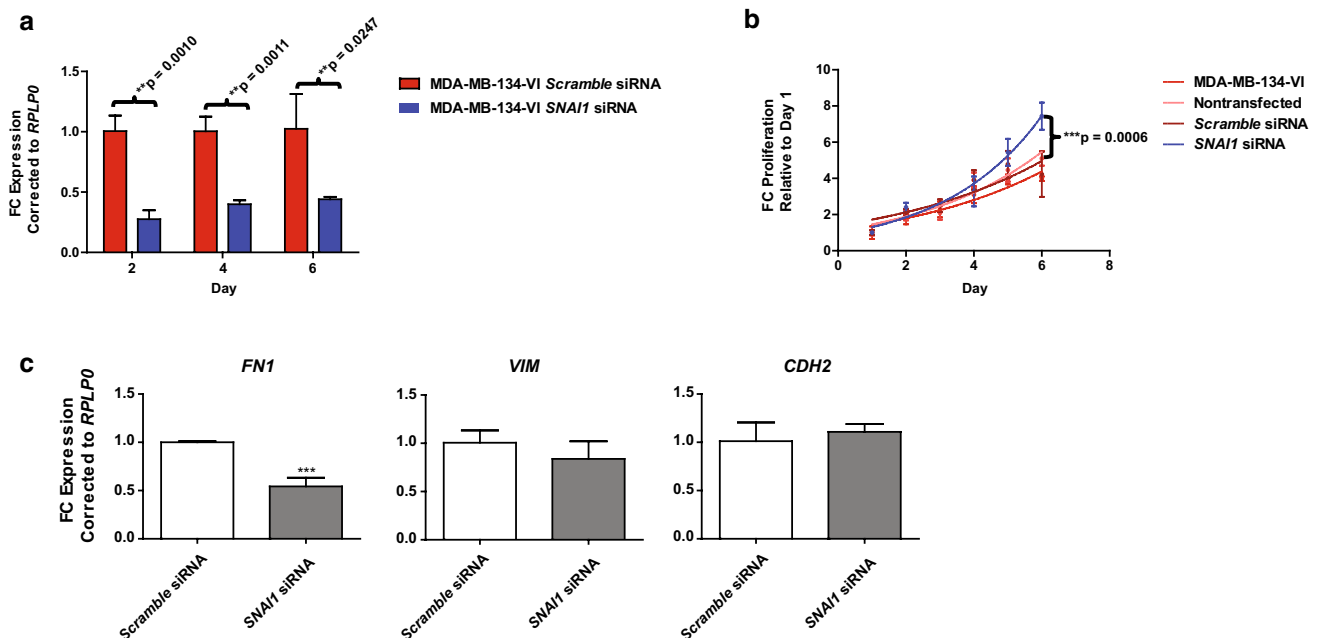 a
**p = 0.0010
**p = 0.0011
**p = 0.0247
FC Expression
Corrected to RPLP0
1.5
1.0
0.5
0.0
2
4
6
Day
MDA-MB-134-VI Scramble siRNA
MDA-MB-134-VI SNAI1 siRNA
b
FC Proliferation
Relative to Day 1
10
8
6
4
2
0
0
2
4
6
8
Day
***p = 0.0006
MDA-MB-134-VI
Nontransfected
Scramble siRNA
SNAI1 siRNA
c
FC Expression
Corrected to RPLP0
FN1
1.5
1.0
0.5
0.0
***
Scramble siRNA
SNAI1 siRNA
VIM
1.5
1.0
0.5
0.0
Scramble siRNA
SNAI1 siRNA
CDH2
1.5
1.0
0.5
0.0
Scramble siRNA
SNAI1 siRNA